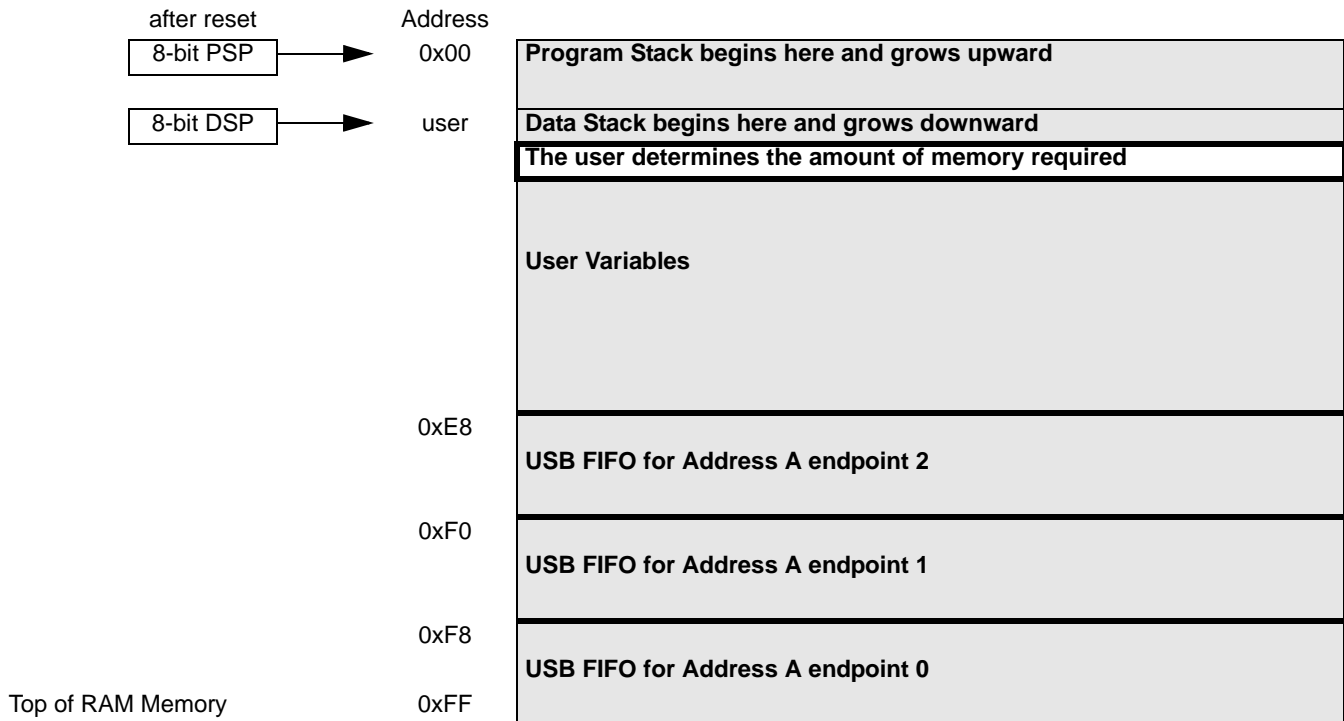 after reset Address
8-bit PSP 0x00 Program Stack begins here and grows upward
8-bit DSP user Data Stack begins here and grows downward
The user determines the amount of memory required
User Variables
0xE8
USB FIFO for Address A endpoint 2
0xF0
USB FIFO for Address A endpoint 1
0xF8
USB FIFO for Address A endpoint 0
Top of RAM Memory 0xFF